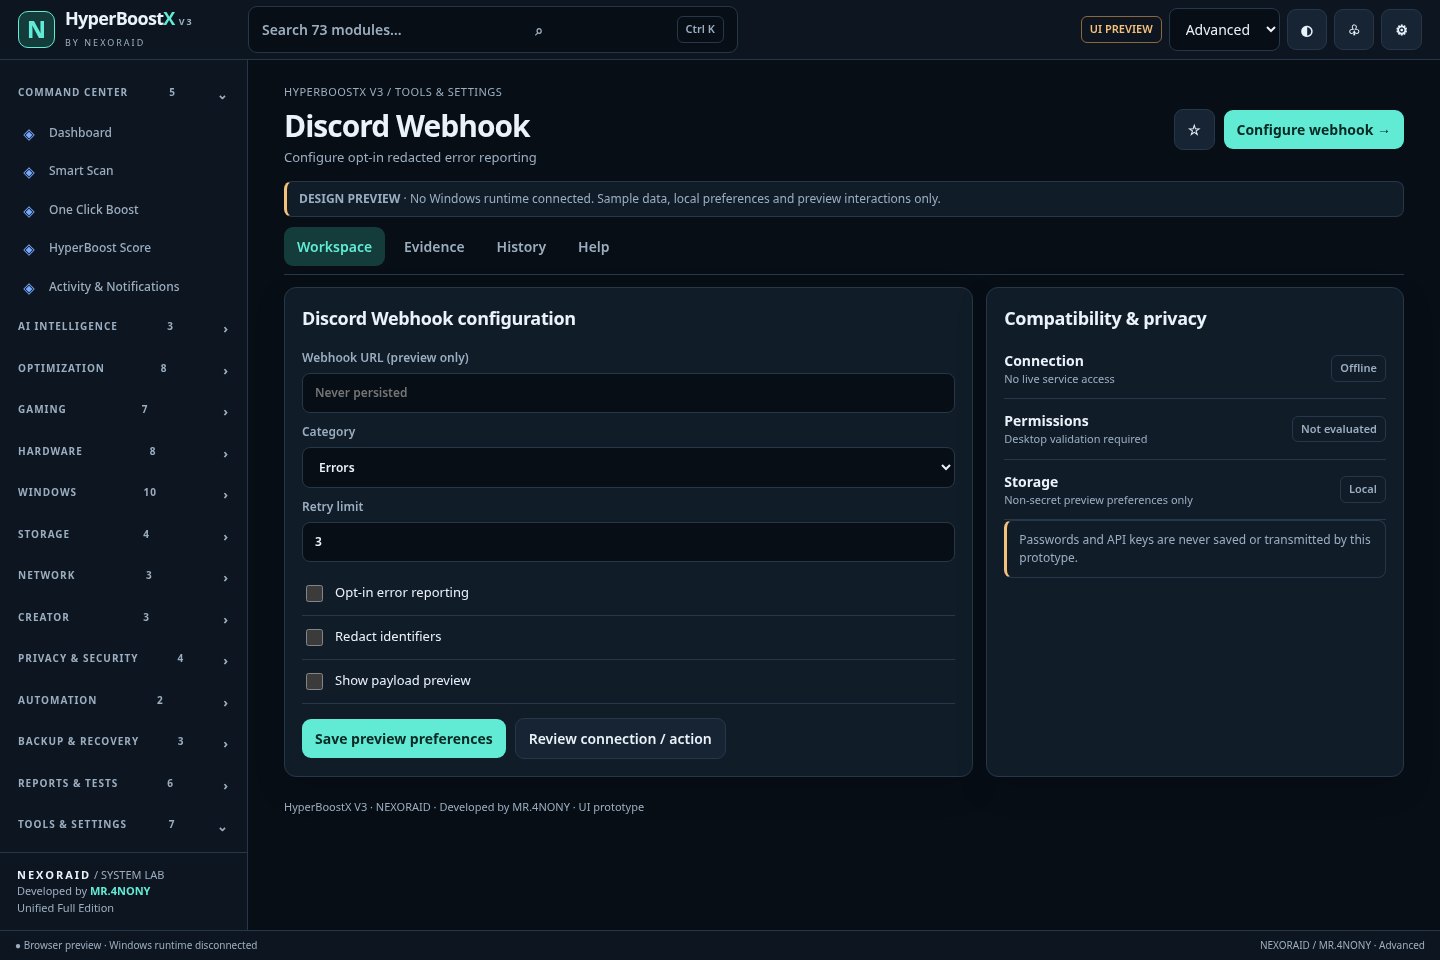 N HyperBoostX V3
BY NEXORAID
Search 73 modules...
Ctrl K
UI PREVIEW
Advanced
COMMAND CENTER 5
Dashboard
Smart Scan
One Click Boost
HyperBoost Score
Activity & Notifications
AI INTELLIGENCE 3
OPTIMIZATION 8
GAMING 7
HARDWARE 8
WINDOWS 10
STORAGE 4
NETWORK 3
CREATOR 3
PRIVACY & SECURITY 4
AUTOMATION 2
BACKUP & RECOVERY 3
REPORTS & TESTS 6
TOOLS & SETTINGS 7
NEXORAID / SYSTEM LAB
Developed by MR.4NONY
Unified Full Edition
HYPERBOOSTX V3 / TOOLS & SETTINGS
Discord Webhook
Configure opt-in redacted error reporting
☆
Configure webhook →
DESIGN PREVIEW · No Windows runtime connected. Sample data, local preferences and preview interactions only.
Workspace Evidence History Help
Discord Webhook configuration
Webhook URL (preview only)
Never persisted
Category
Errors
Retry limit
3
Opt-in error reporting
Redact identifiers
Show payload preview
Save preview preferences
Review connection / action
Compatibility & privacy
Connection
No live service access
Offline
Permissions
Desktop validation required
Not evaluated
Storage
Non-secret preview preferences only
Local
Passwords and API keys are never saved or transmitted by this
prototype.
HyperBoostX V3 · NEXORAID · Developed by MR.4NONY · UI prototype
● Browser preview · Windows runtime disconnected
NEXORAID / MR.4NONY · Advanced